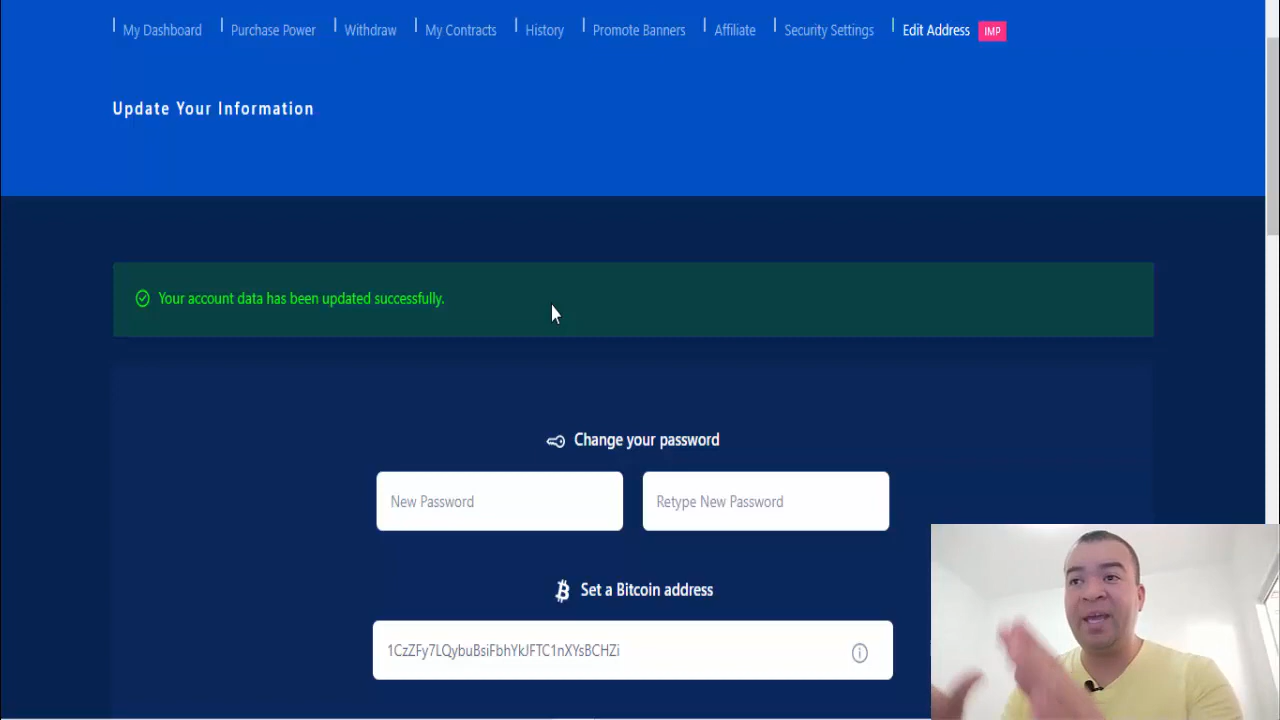 My Dashboard Purchase Power Withdraw My Contracts History Promote Banners Affiliate Security Settings Edit Address IMP
Update Your Information
Your account data has been updated successfully.
Change your password
New Password Retype New Password
Set a Bitcoin address
1CzZFy7LQybuBsiFbhYkJFTC1nXYsBCHZi